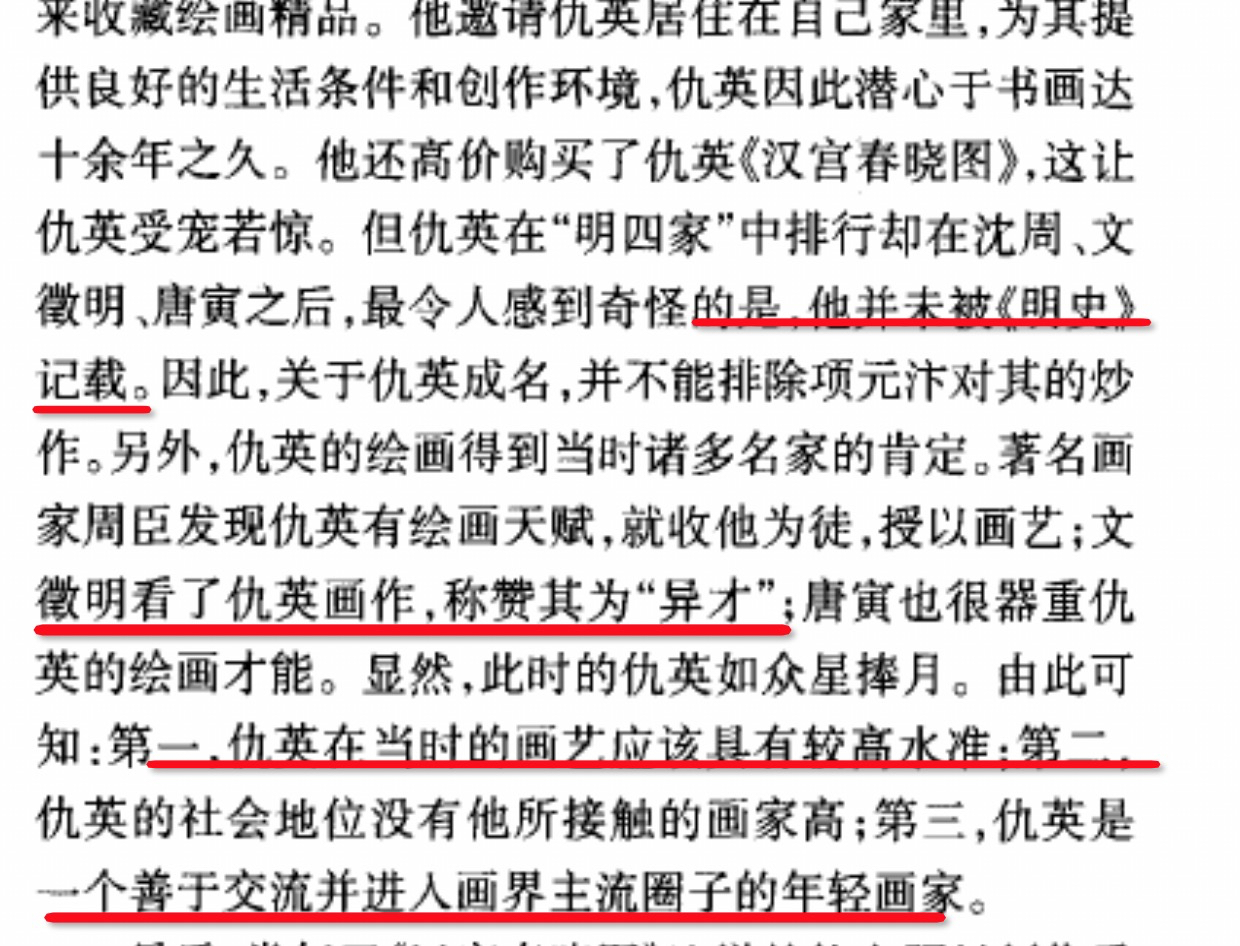 来收藏绘画精品。他邀请仇英居住在自己家里,为其提
供良好的生活条件和创作环境,仇英因此潜心于书画达
十余年之久。他还高价购买了仇英《汉宫春晓图》,这让
仇英受宠若惊。但仇英在“明四家”中排行却在沈周、文
徵明、唐寅之后,最令人感到奇怪的是,他并未被《明史》
记载。因此,关于仇英成名,并不能排除项元汴对其的炒
作。另外,仇英的绘画得到当时诸多名家的肯定。著名画
家周臣发现仇英有绘画天赋,就收他为徒,授以画艺;文
徵明看了仇英画作,称赞其为“异才”;唐寅也很器重仇
英的绘画才能。显然,此时的仇英如众星捧月。由此可
知:第一,仇英在当时的画艺应该具有较高水准;第二,
仇英的社会地位没有他所接触的画家高;第三,仇英是
一个善于交流并进入画界主流圈子的年轻画家。